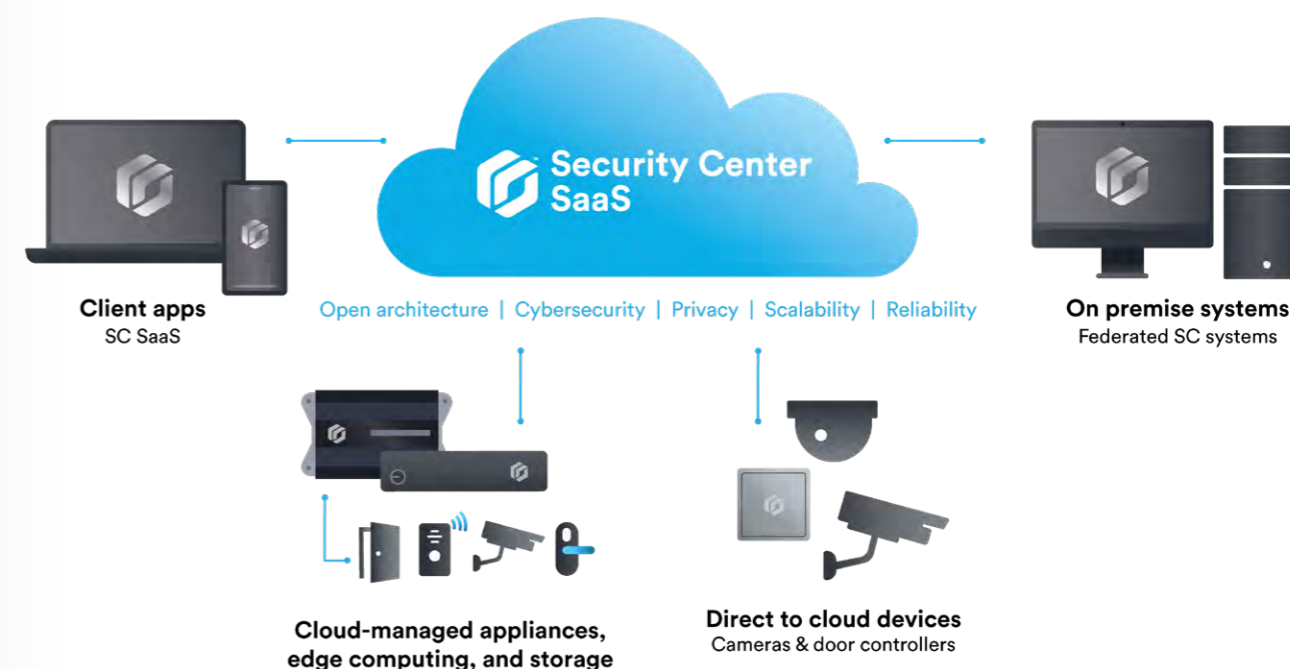 Security Center
SaaS
Client apps
SC SaaS
Open architecture | Cybersecurity | Privacy | Scalability | Reliability
On premise systems
Federated SC systems
Cloud-managed appliances,
edge computing, and storage
Direct to cloud devices
Cameras & door controllers